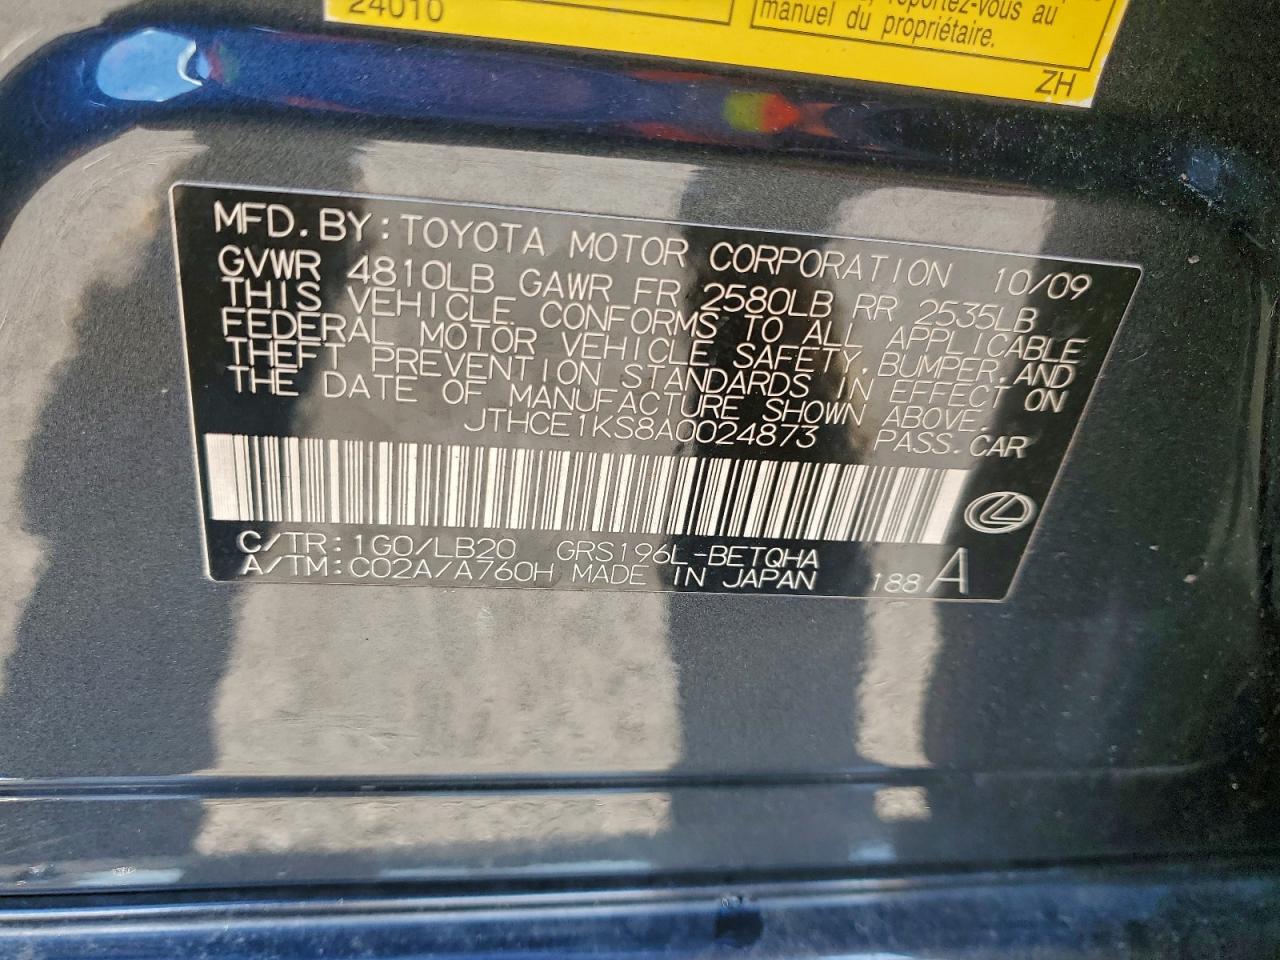 24010
reportez-vous au
manuel du propriétaire.
ZH
MFD. BY: TOYOTA MOTOR CORPORATION 10/09
GVWR 4810LB GAWR FR 2580LB RR 2535LB
THIS VEHICLE CONFORMS TO ALL APPLICABLE
FEDERAL MOTOR VEHICLE SAFETY, BUMPER, AND
THEFT PREVENTION STANDARDS IN EFFECT ON
THE DATE OF MANUFACTURE SHOWN ABOVE.
JTHCE1KS8A0024873 PASS. CAR
C/TR: 1G0/LB20 GRS196L-BETQHA
A/TM: C02A/A760H MADE IN JAPAN 188 A